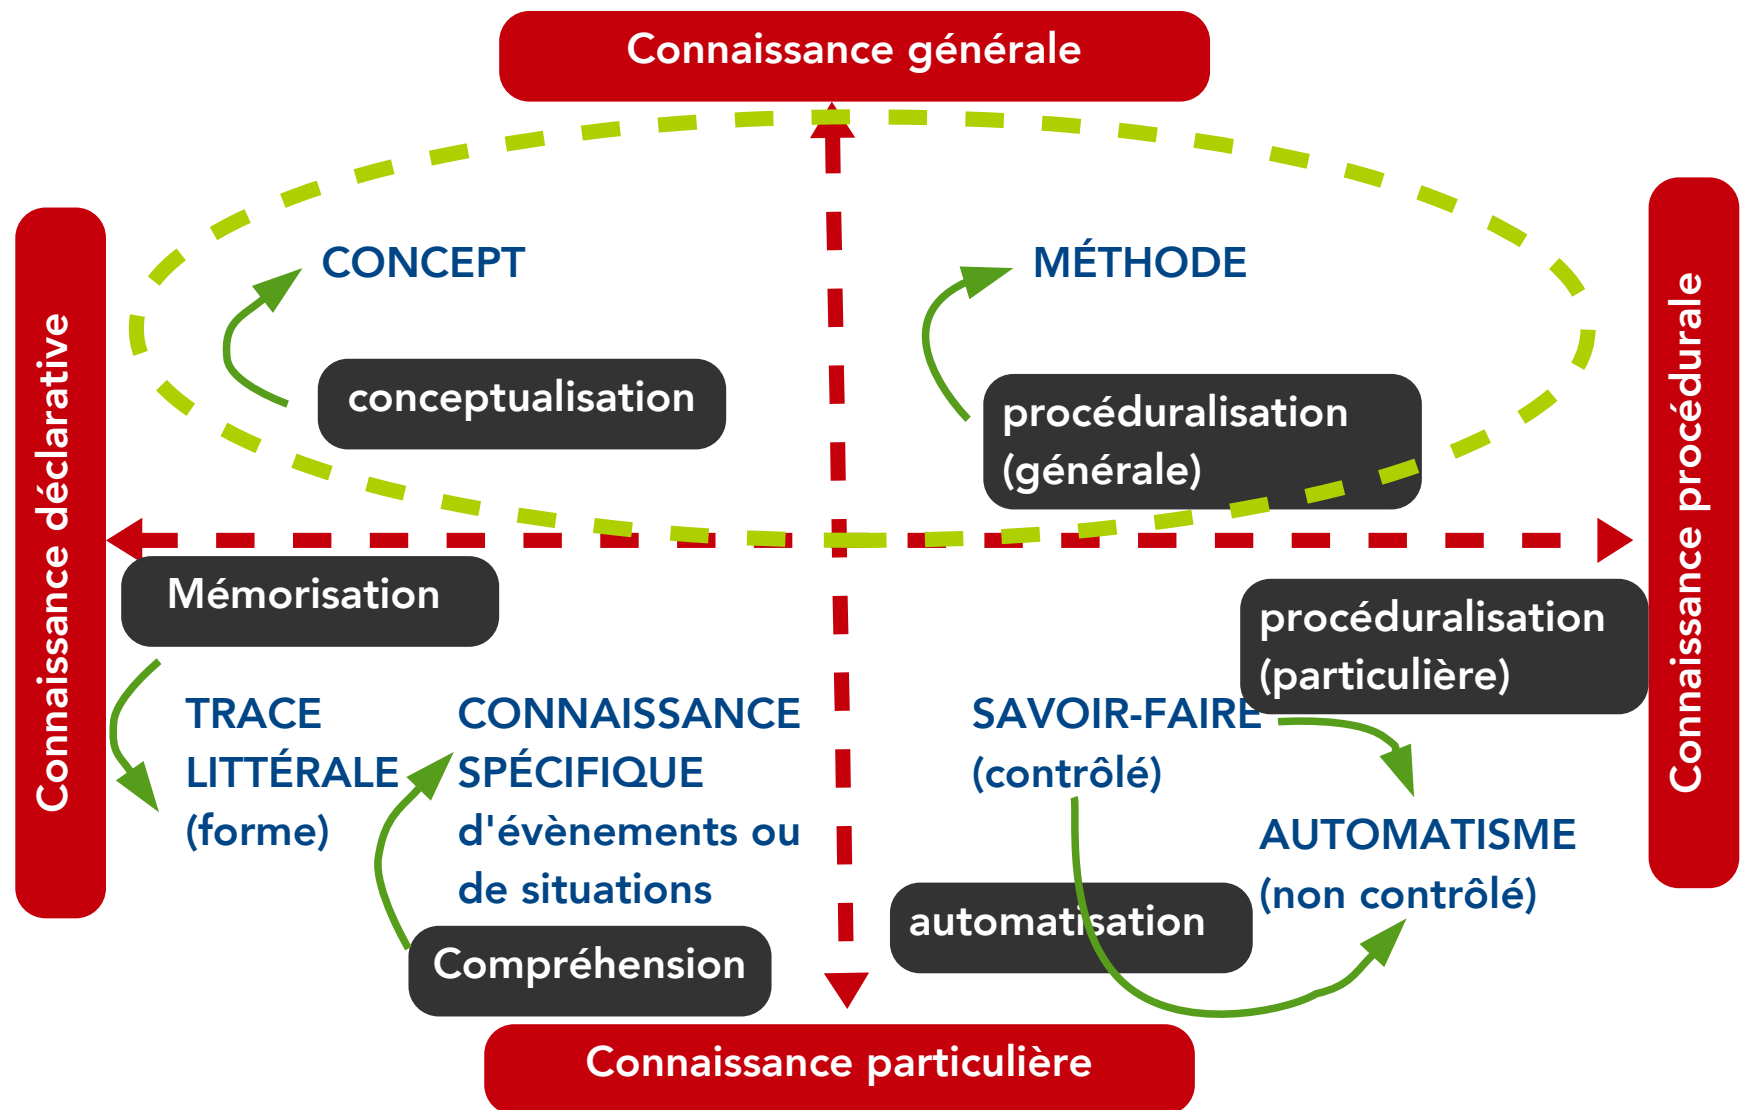 Connaissance générale
Connaissance déclarative
Connaissance procédurale
CONCEPT
MÉTHODE
conceptualisation
procéduralisation
(générale)
Mémorisation
procéduralisation
(particulière)
TRACE
LITTÉRALE
(forme)
CONNAISSANCE
SPÉCIFIQUE
d'évènements ou
de situations
SAVOIR-FAIRE
(contrôlé)
AUTOMATISME
(non contrôlé)
automatisation
Compréhension
Connaissance particulière